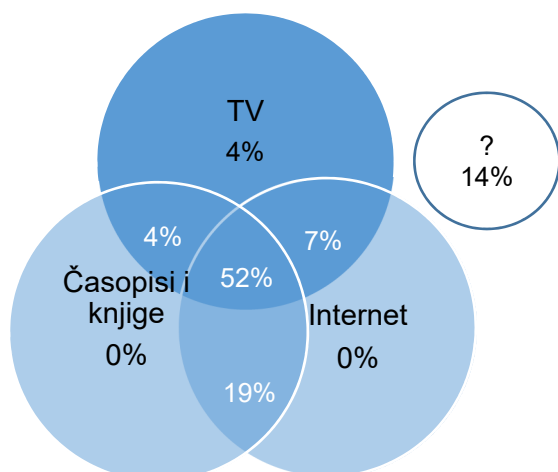 TV
4%
?
14%
4%
7%
52%
Časopisi i
knjige
0%
Internet
0%
19%